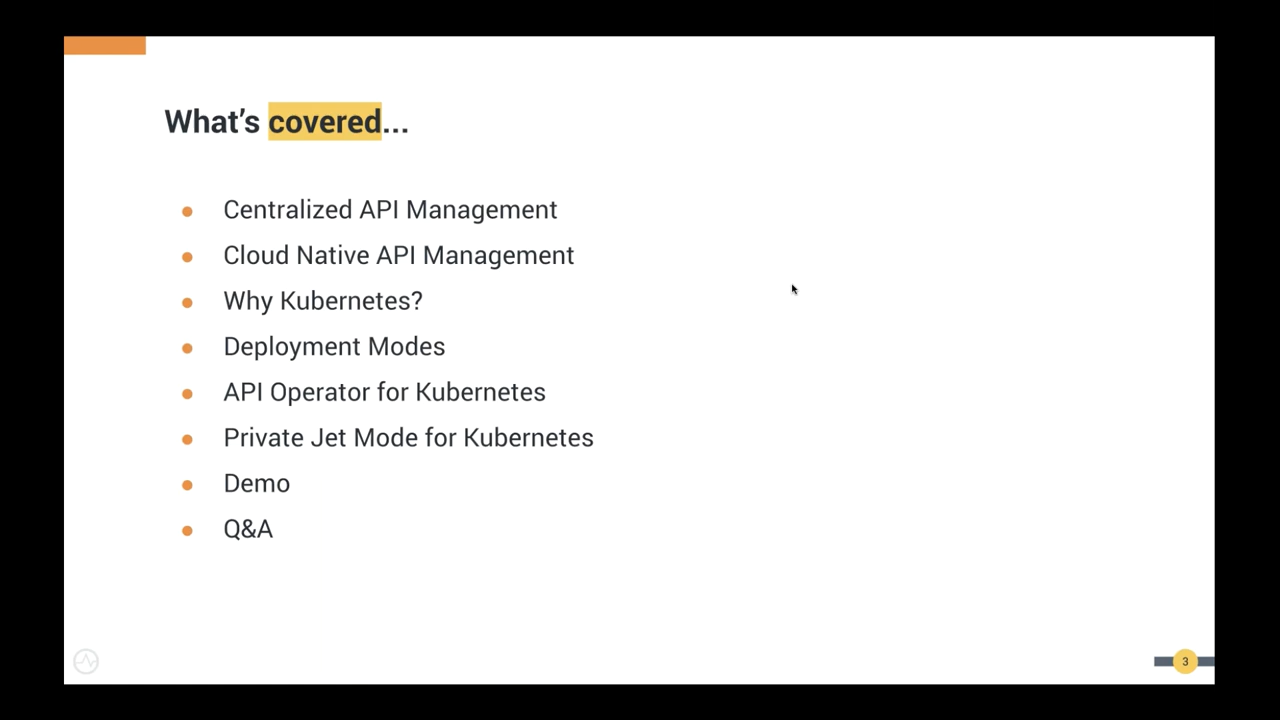 What's covered...
Centralized API Management
Cloud Native API Management
Why Kubernetes?
Deployment Modes
API Operator for Kubernetes
Private Jet Mode for Kubernetes
Demo
Q&A
3